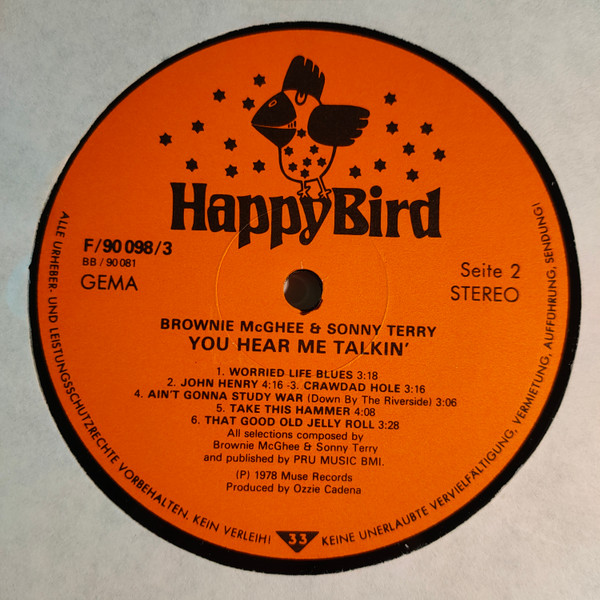 HappyBird
F/90 098/3
BB / 90 081
GEMA
Seite 2
STEREO
BROWNIE McGHEE & SONNY TERRY
YOU HEAR ME TALKIN'
1. WORRIED LIFE BLUES 3:18
2. JOHN HENRY 4:16 -3. CRAWDAD HOLE 3:16
4. AIN'T GONNA STUDY WAR (Down By The Riverside) 3:06
5. TAKE THIS HAMMER 4:08
6. THAT GOOD OLD JELLY ROLL 3:28
All selections composed by
Brownie McGhee & Sonny Terry
and published by PRU MUSIC BMI.
(P) 1978 Muse Records
Produced by Ozzie Cadena
ALLE URHEBER- UND LEISTUNGSSCHUTZRECHTE VORBEHALTEN. KEIN VERLEIH! 33 KEINE UNERLAUBTE VERVIELFÄLTIGUNG, VERMIETUNG, AUFFÜHRUNG, SENDUNG!